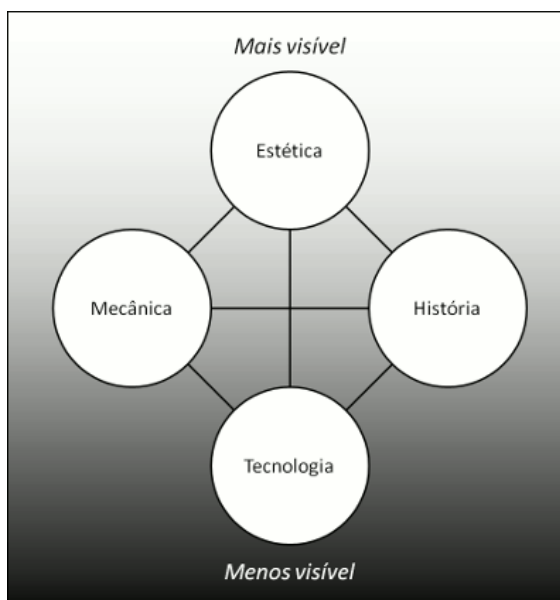 Mais visível
Estética
Mecânica
História
Tecnologia
Menos visível